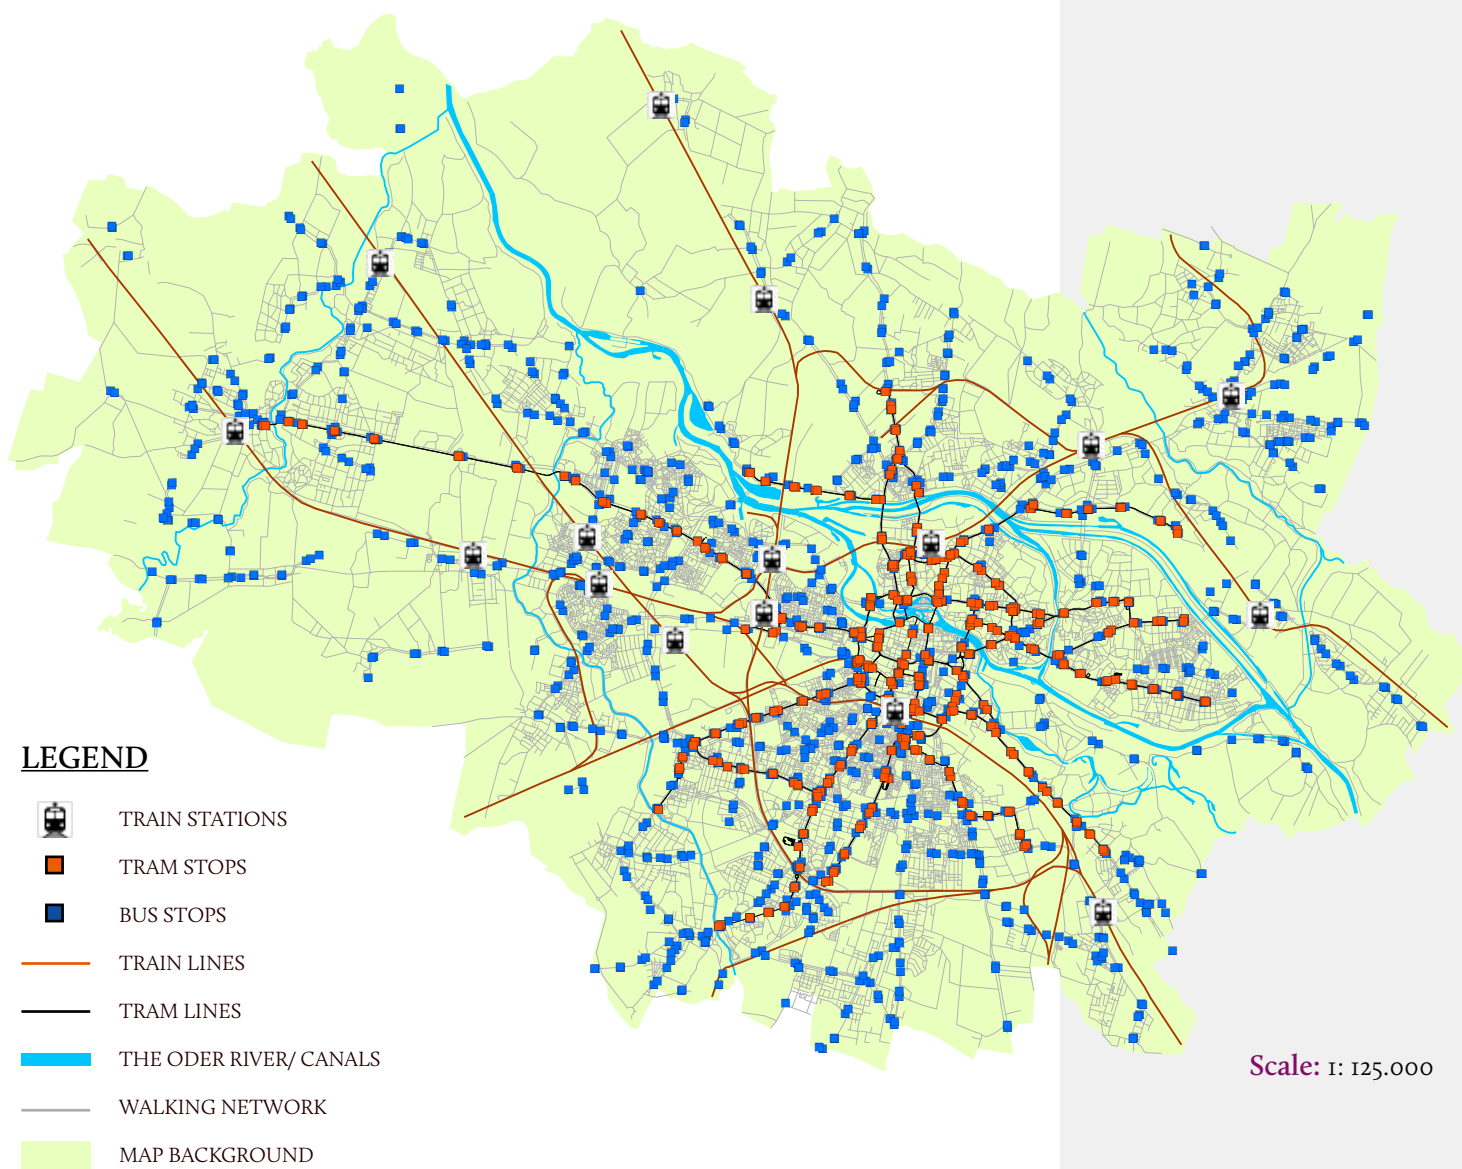 LEGEND
TRAIN STATIONS
TRAM STOPS
BUS STOPS
TRAIN LINES
TRAM LINES
THE ODER RIVER/ CANALS
WALKING NETWORK
MAP BACKGROUND
Scale: 1: 125.000